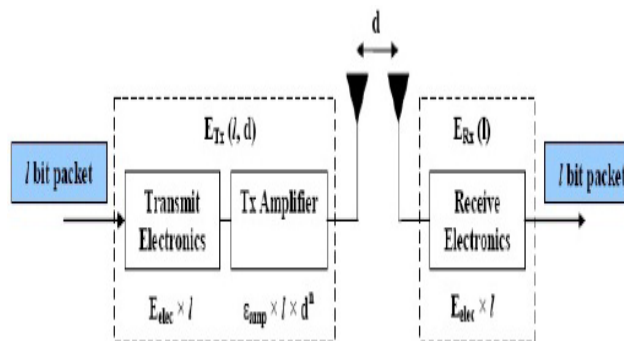 d
E_Tx (l, d)
E_Rx (l)
l bit packet
l bit packet
Transmit
Electronics
Tx Amplifier
Receive
Electronics
E_elec × l
ε_amp × l × d^n
E_elec × l